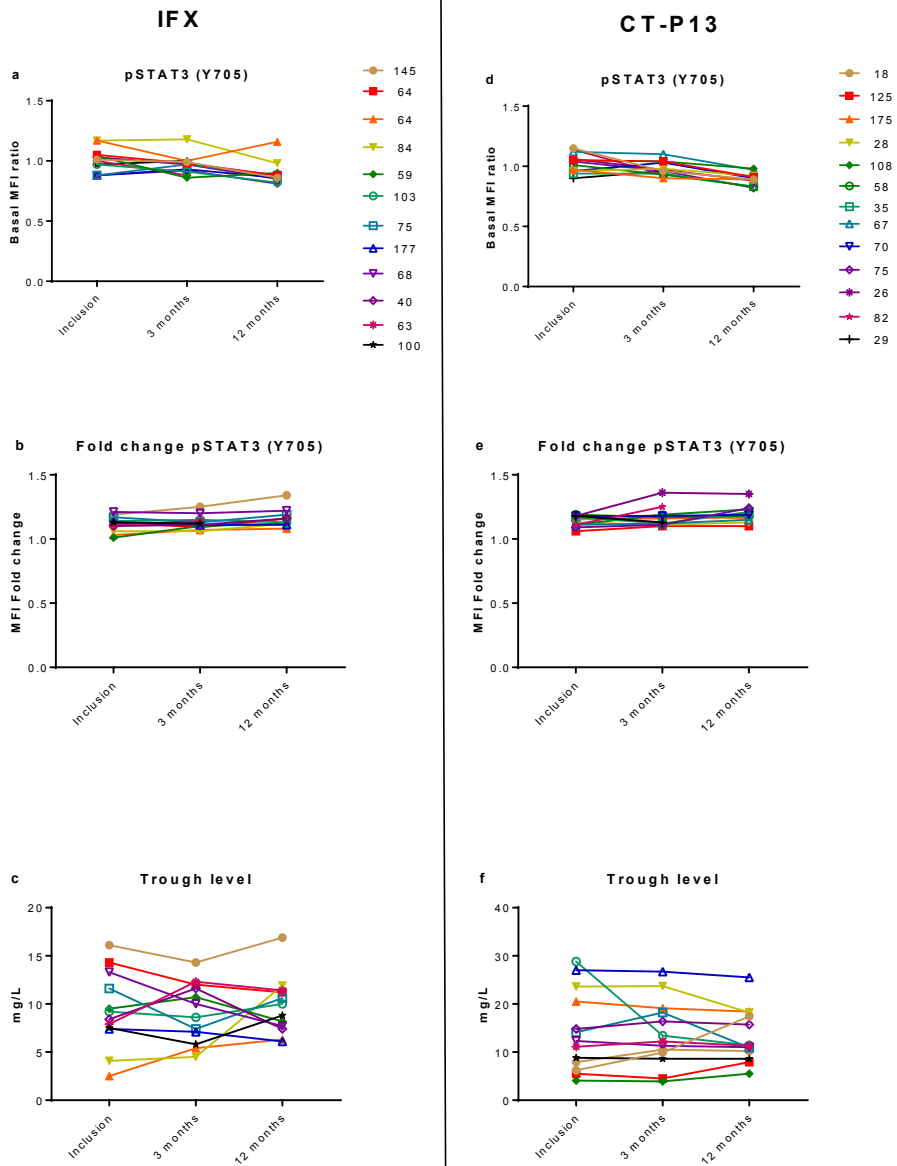 IFX
a
pSTAT3 (Y705)
Basal MFI ratio
1.5
1.0
0.5
0.0
Inclusion
3 months
12 months
145
64
64
84
59
103
75
177
68
40
63
100
b
Fold change pSTAT3 (Y705)
MFI Fold change
1.5
1.0
0.5
0.0
Inclusion
3 months
12 months
c
Trough level
mg/L
20
15
10
5
0
Inclusion
3 months
12 months
CT-P13
d
pSTAT3 (Y705)
Basal MFI ratio
1.5
1.0
0.5
0.0
Inclusion
3 months
12 months
18
125
175
28
108
58
35
67
70
75
26
82
29
e
Fold change pSTAT3 (Y705)
MFI Fold change
1.5
1.0
0.5
0.0
Inclusion
3 months
12 months
f
Trough level
mg/L
40
30
20
10
0
Inclusion
3 months
12 months